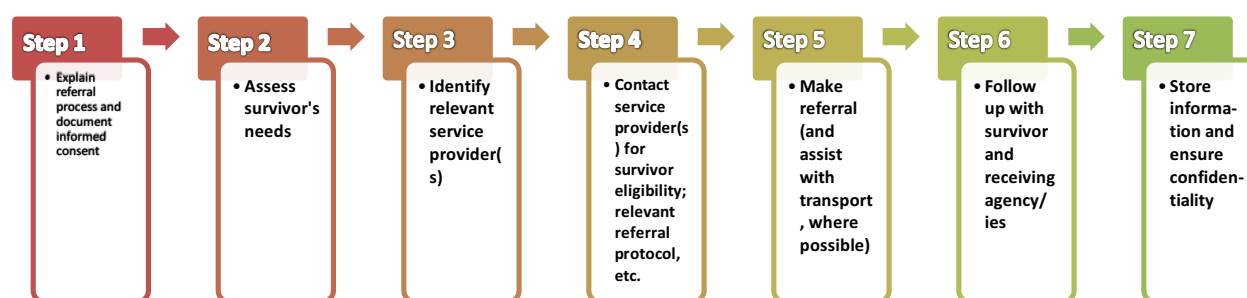 Step 1
• Explain
referral
process and
document
informed
consent
Step 2
• Assess
survivor's
needs
Step 3
• Identify
relevant
service
provider(
s)
Step 4
• Contact
service
provider(s
) for
survivor
eligibility;
relevant
referral
protocol,
etc.
Step 5
• Make
referral
(and
assist
with
transport
, where
possible)
Step 6
• Follow
up with
survivor
and
receiving
agency/
ies
Step 7
• Store
informa-
tion and
ensure
confiden-
tiality